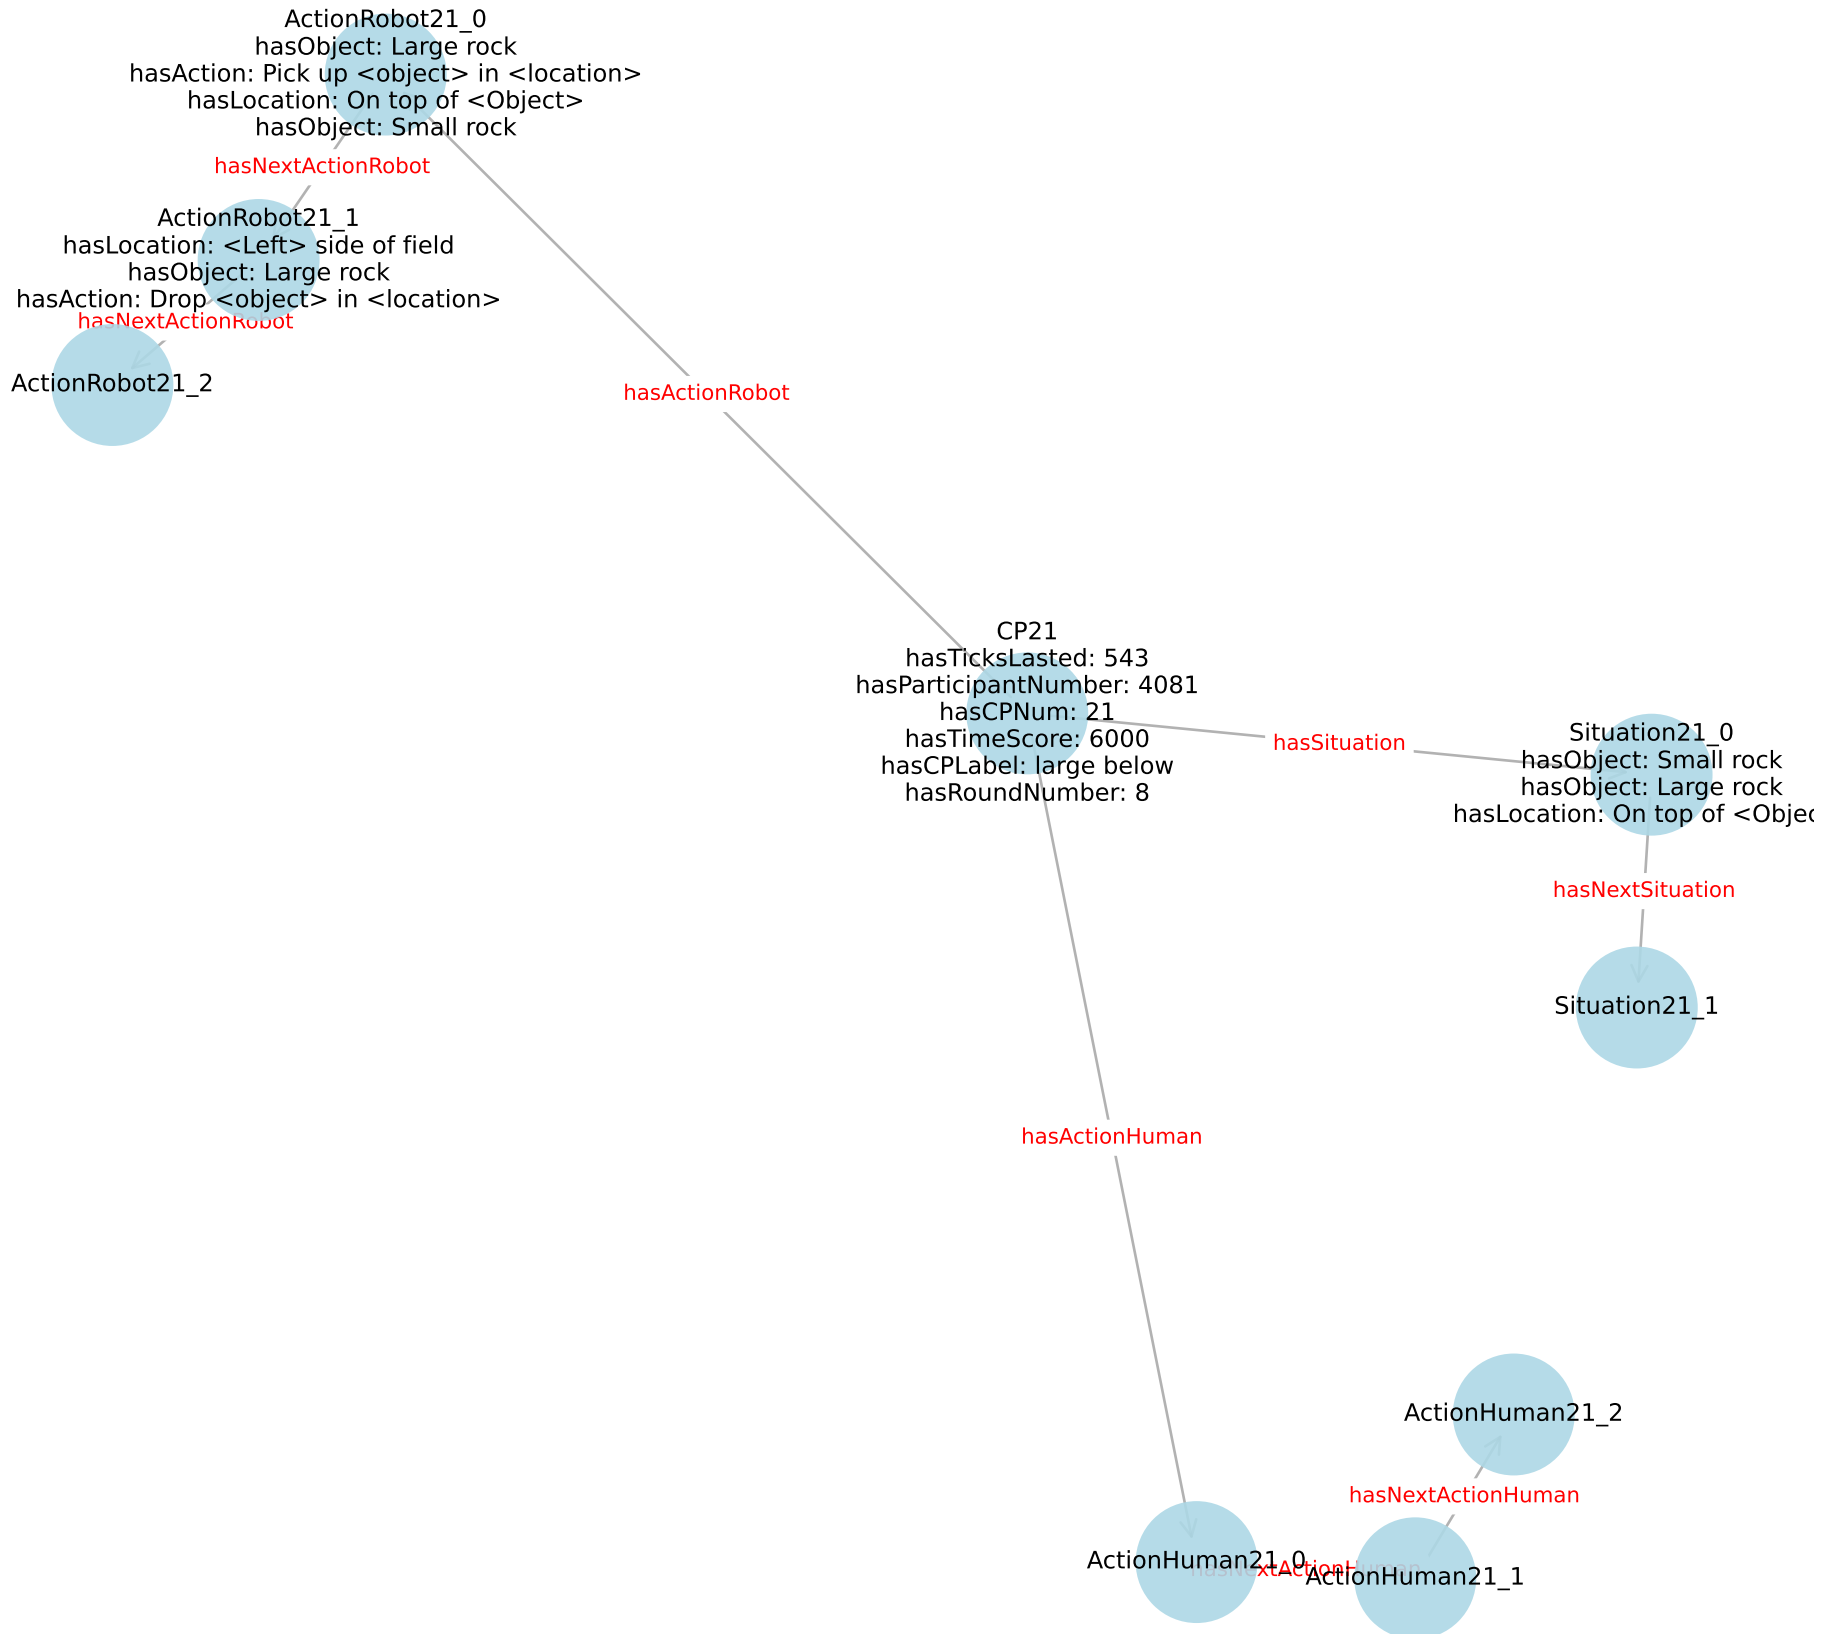 ActionRobot21_0
hasObject: Large rock
hasAction: Pick up <object> in <location>
hasLocation: On top of <Object>
hasObject: Small rock
hasNextActionRobot
ActionRobot21_1
hasLocation: <Left> side of field
hasObject: Large rock
hasAction: Drop <object> in <location>
hasNextActionRobot
ActionRobot21_2
hasActionRobot
CP21
hasTicksLasted: 543
hasParticipantNumber: 4081
hasCPNum: 21
hasTimeScore: 6000
hasCPLabel: large below
hasRoundNumber: 8
hasSituation
Situation21_0
hasObject: Small rock
hasObject: Large rock
hasLocation: On top of <Objec
hasNextSituation
Situation21_1
hasActionHuman
ActionHuman21_2
hasNextActionHuman
ActionHuman21_0
hasNextActionHuman
ActionHuman21_1